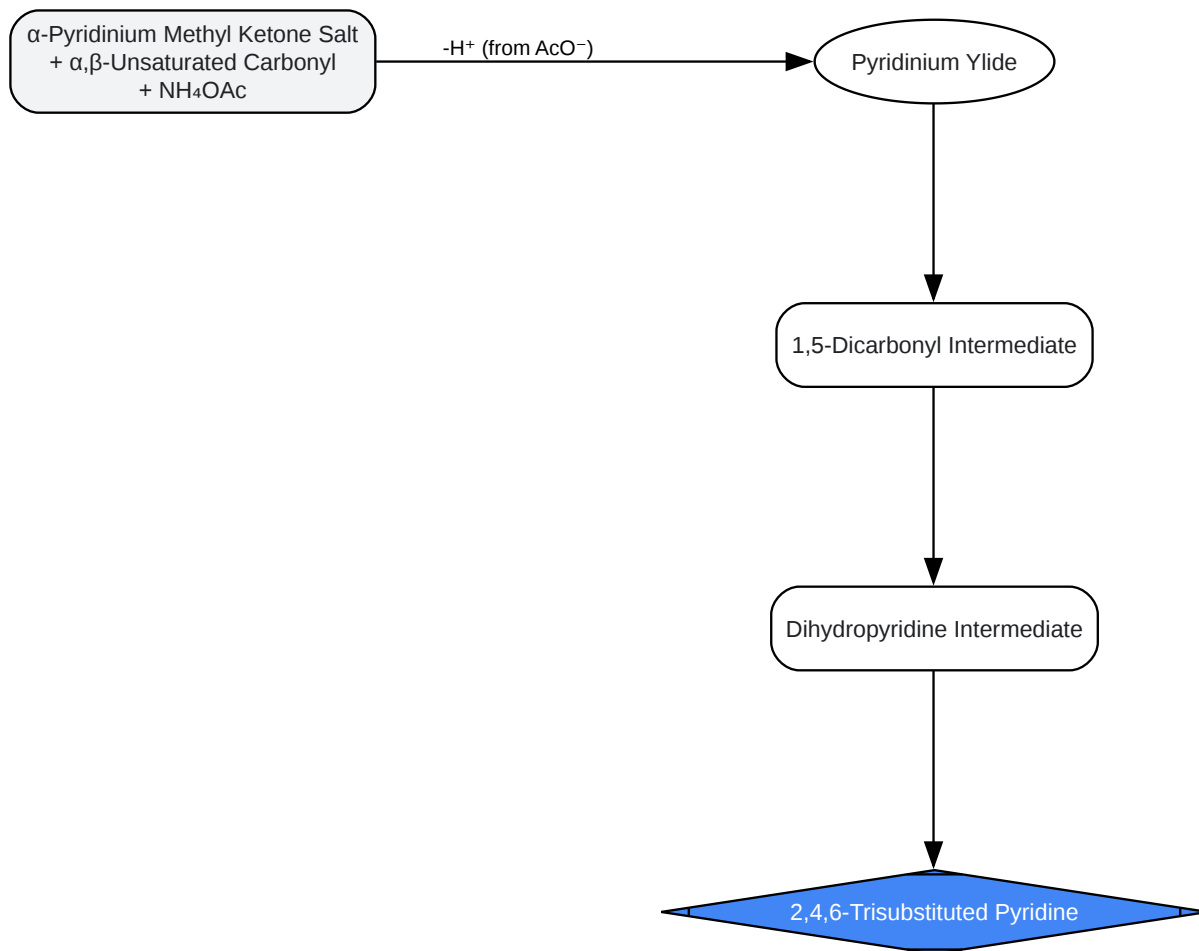 α-Pyridinium Methyl Ketone Salt
+ α,β-Unsaturated Carbonyl
+ NH₄OAc
-H⁺ (from AcO⁻)
Pyridinium Ylide
1,5-Dicarbonyl Intermediate
Dihydropyridine Intermediate
2,4,6-Trisubstituted Pyridine